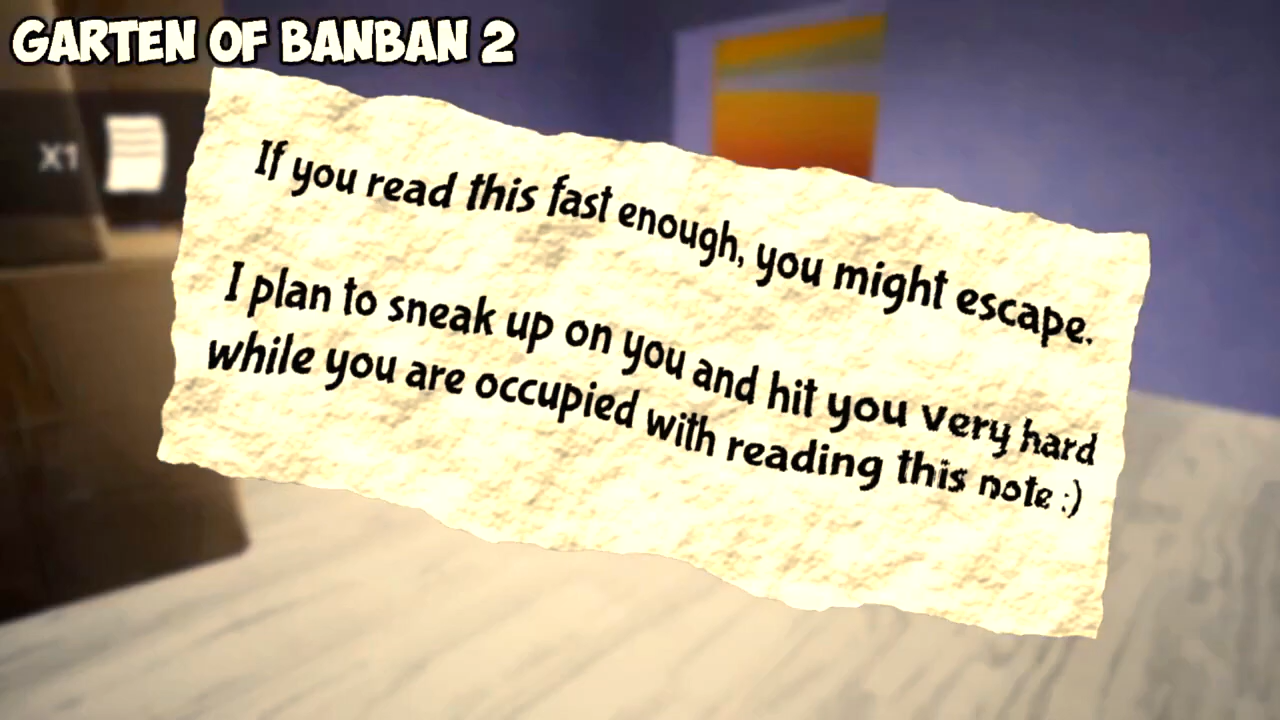 GARTEN OF BANBAN 2
X1
If you read this fast enough, you might escape.
I plan to sneak up on you and hit you very hard
while you are occupied with reading this note :)